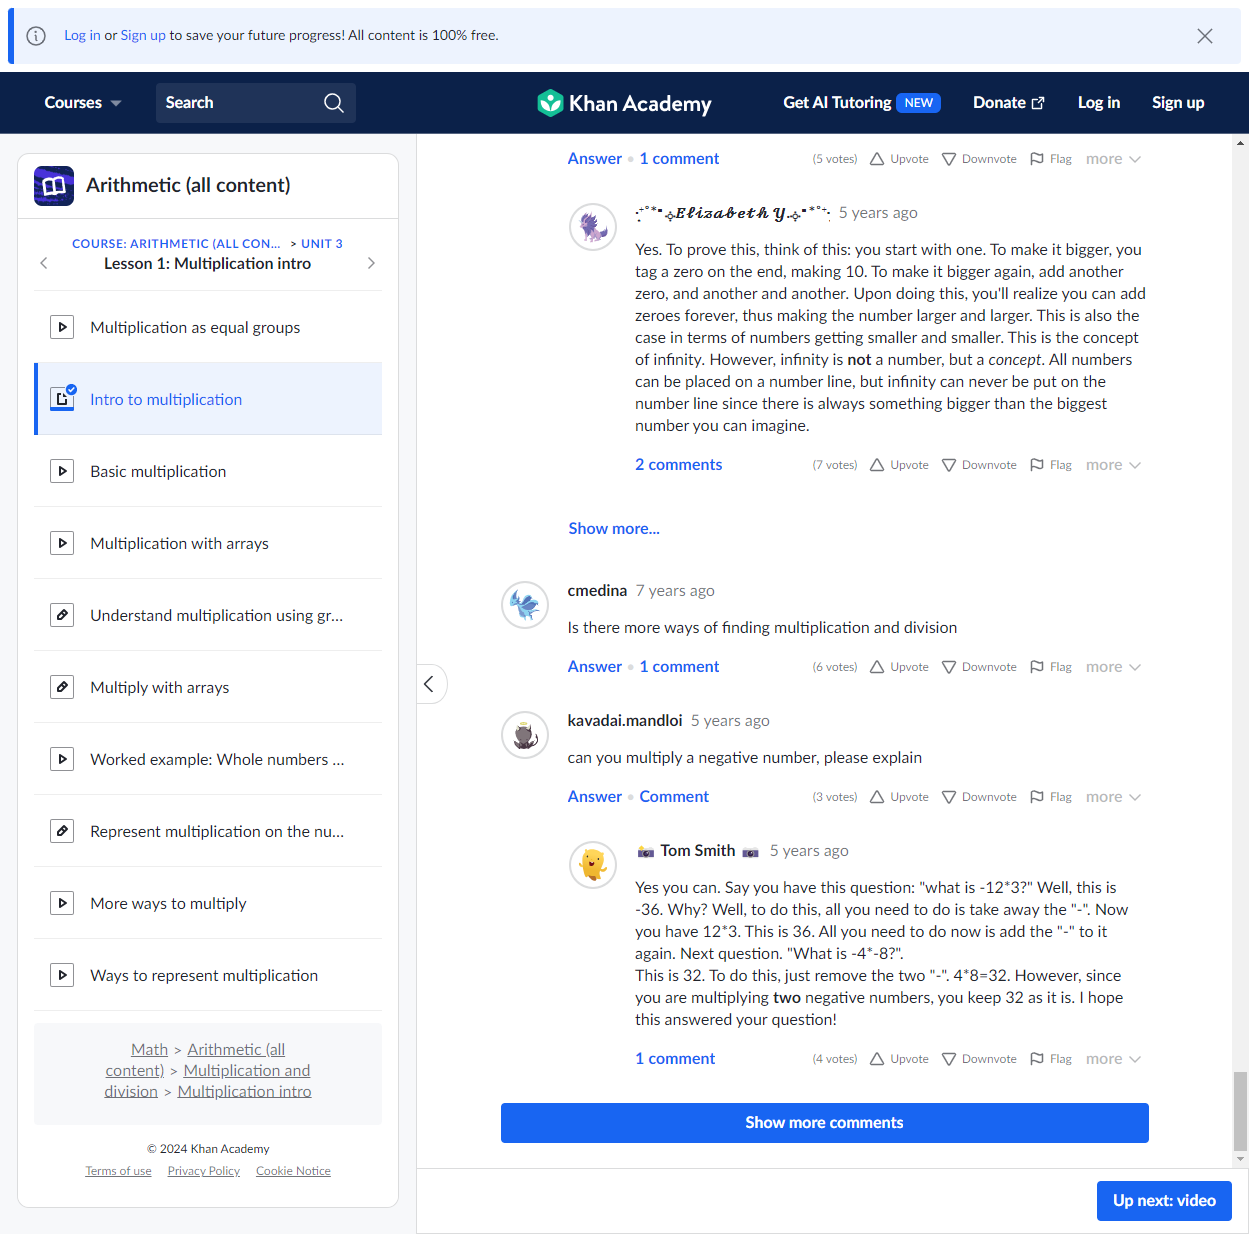 Log in or Sign up to save your future progress! All content is 100% free.
Courses
Search
Khan Academy
Get AI Tutoring NEW
Donate
Log in
Sign up
Arithmetic (all content)
COURSE: ARITHMETIC (ALL CON... > UNIT 3
Lesson 1: Multiplication intro
Multiplication as equal groups
Intro to multiplication
Basic multiplication
Multiplication with arrays
Understand multiplication using gr...
Multiply with arrays
Worked example: Whole numbers ...
Represent multiplication on the nu...
More ways to multiply
Ways to represent multiplication
Math > Arithmetic (all
content) > Multiplication and
division > Multiplication intro
© 2024 Khan Academy
Terms of use Privacy Policy Cookie Notice
Answer • 1 comment (5 votes) Upvote Downvote Flag more
𝓔𝓵𝓲𝔃𝓪𝓫𝓮𝓽𝓱 𝓨. 5 years ago
Yes. To prove this, think of this: you start with one. To make it bigger, you
tag a zero on the end, making 10. To make it bigger again, add another
zero, and another and another. Upon doing this, you'll realize you can add
zeroes forever, thus making the number larger and larger. This is also the
case in terms of numbers getting smaller and smaller. This is the concept
of infinity. However, infinity is not a number, but a concept. All numbers
can be placed on a number line, but infinity can never be put on the
number line since there is always something bigger than the biggest
number you can imagine.
2 comments (7 votes) Upvote Downvote Flag more
Show more...
cmedina 7 years ago
Is there more ways of finding multiplication and division
Answer • 1 comment (6 votes) Upvote Downvote Flag more
kavadai.mandloi 5 years ago
can you multiply a negative number, please explain
Answer • Comment (3 votes) Upvote Downvote Flag more
📸 Tom Smith 📷 5 years ago
Yes you can. Say you have this question: "what is -12*3?" Well, this is
-36. Why? Well, to do this, all you need to do is take away the "-". Now
you have 12*3. This is 36. All you need to do now is add the "-" to it
again. Next question. "What is -4*-8?".
This is 32. To do this, just remove the two "-". 4*8=32. However, since
you are multiplying two negative numbers, you keep 32 as it is. I hope
this answered your question!
1 comment (4 votes) Upvote Downvote Flag more
Show more comments
Up next: video